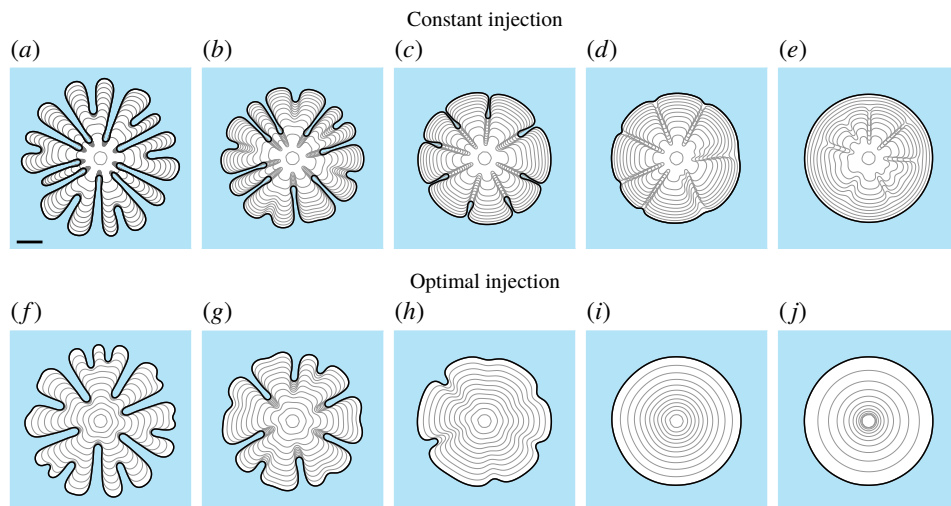 Constant injection
(a) (b) (c) (d) (e)
Optimal injection
(f) (g) (h) (i) (j)